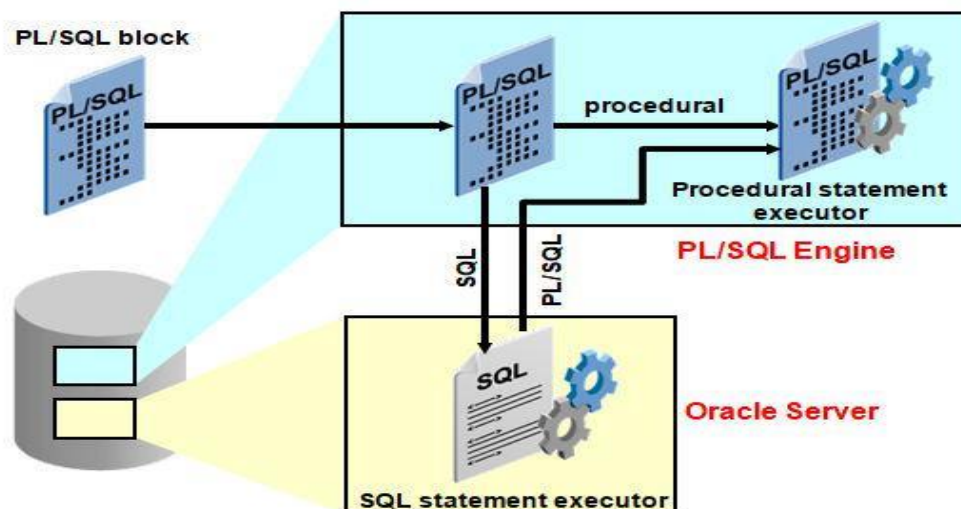 PL/SQL block
PL/SQL
PL/SQL
procedural
PL/SQL
Procedural statement
executor
PL/SQL Engine
SQL
PL/SQL
SQL
Oracle Server
SQL statement executor